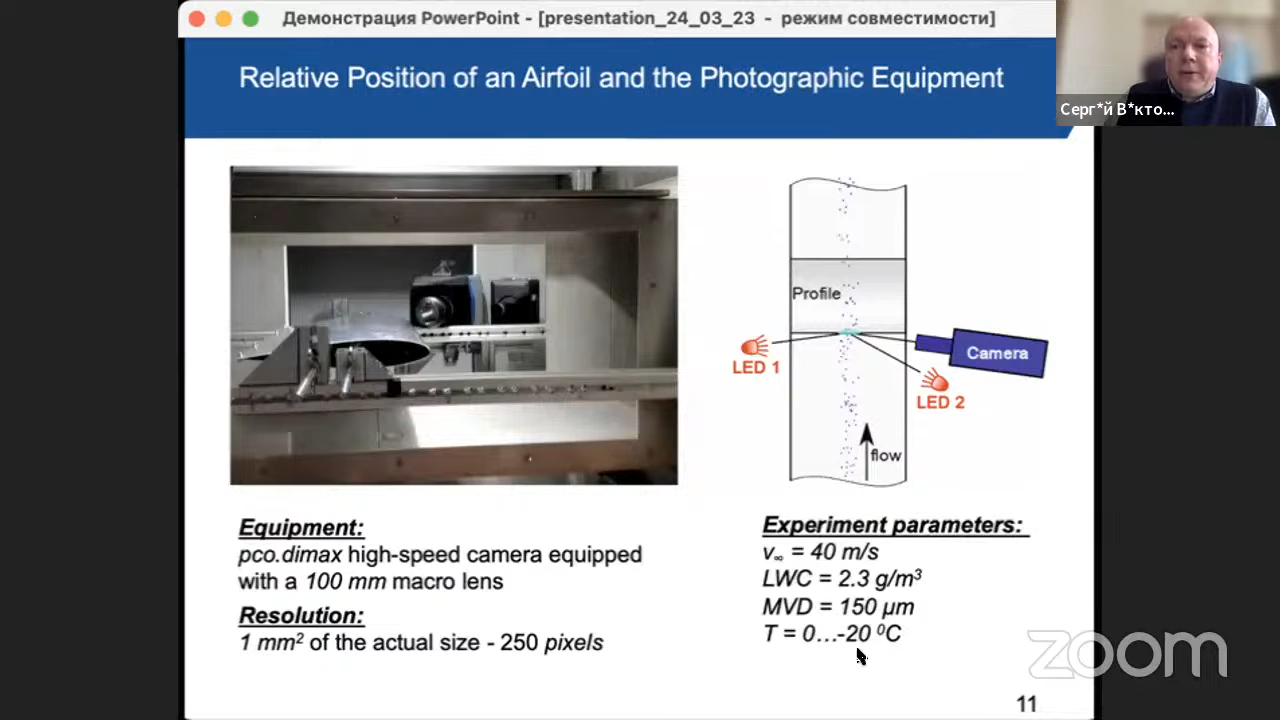 Демонстрация PowerPoint - [presentation_24_03_23 - режим совместимости]
Relative Position of an Airfoil and the Photographic Equipment
Серг*й В*кто...
Profile
LED 1
Camera
LED 2
flow
Equipment:
pco.dimax high-speed camera equipped
with a 100 mm macro lens
Resolution:
1 mm² of the actual size - 250 pixels
Experiment parameters:
v∞ = 40 m/s
LWC = 2.3 g/m³
MVD = 150 µm
T = 0...-20 ⁰C
zoom
11